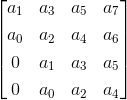 a₁ a₃ a₅ a₇
a₀ a₂ a₄ a₆
0 a₁ a₃ a₅
0 a₀ a₂ a₄